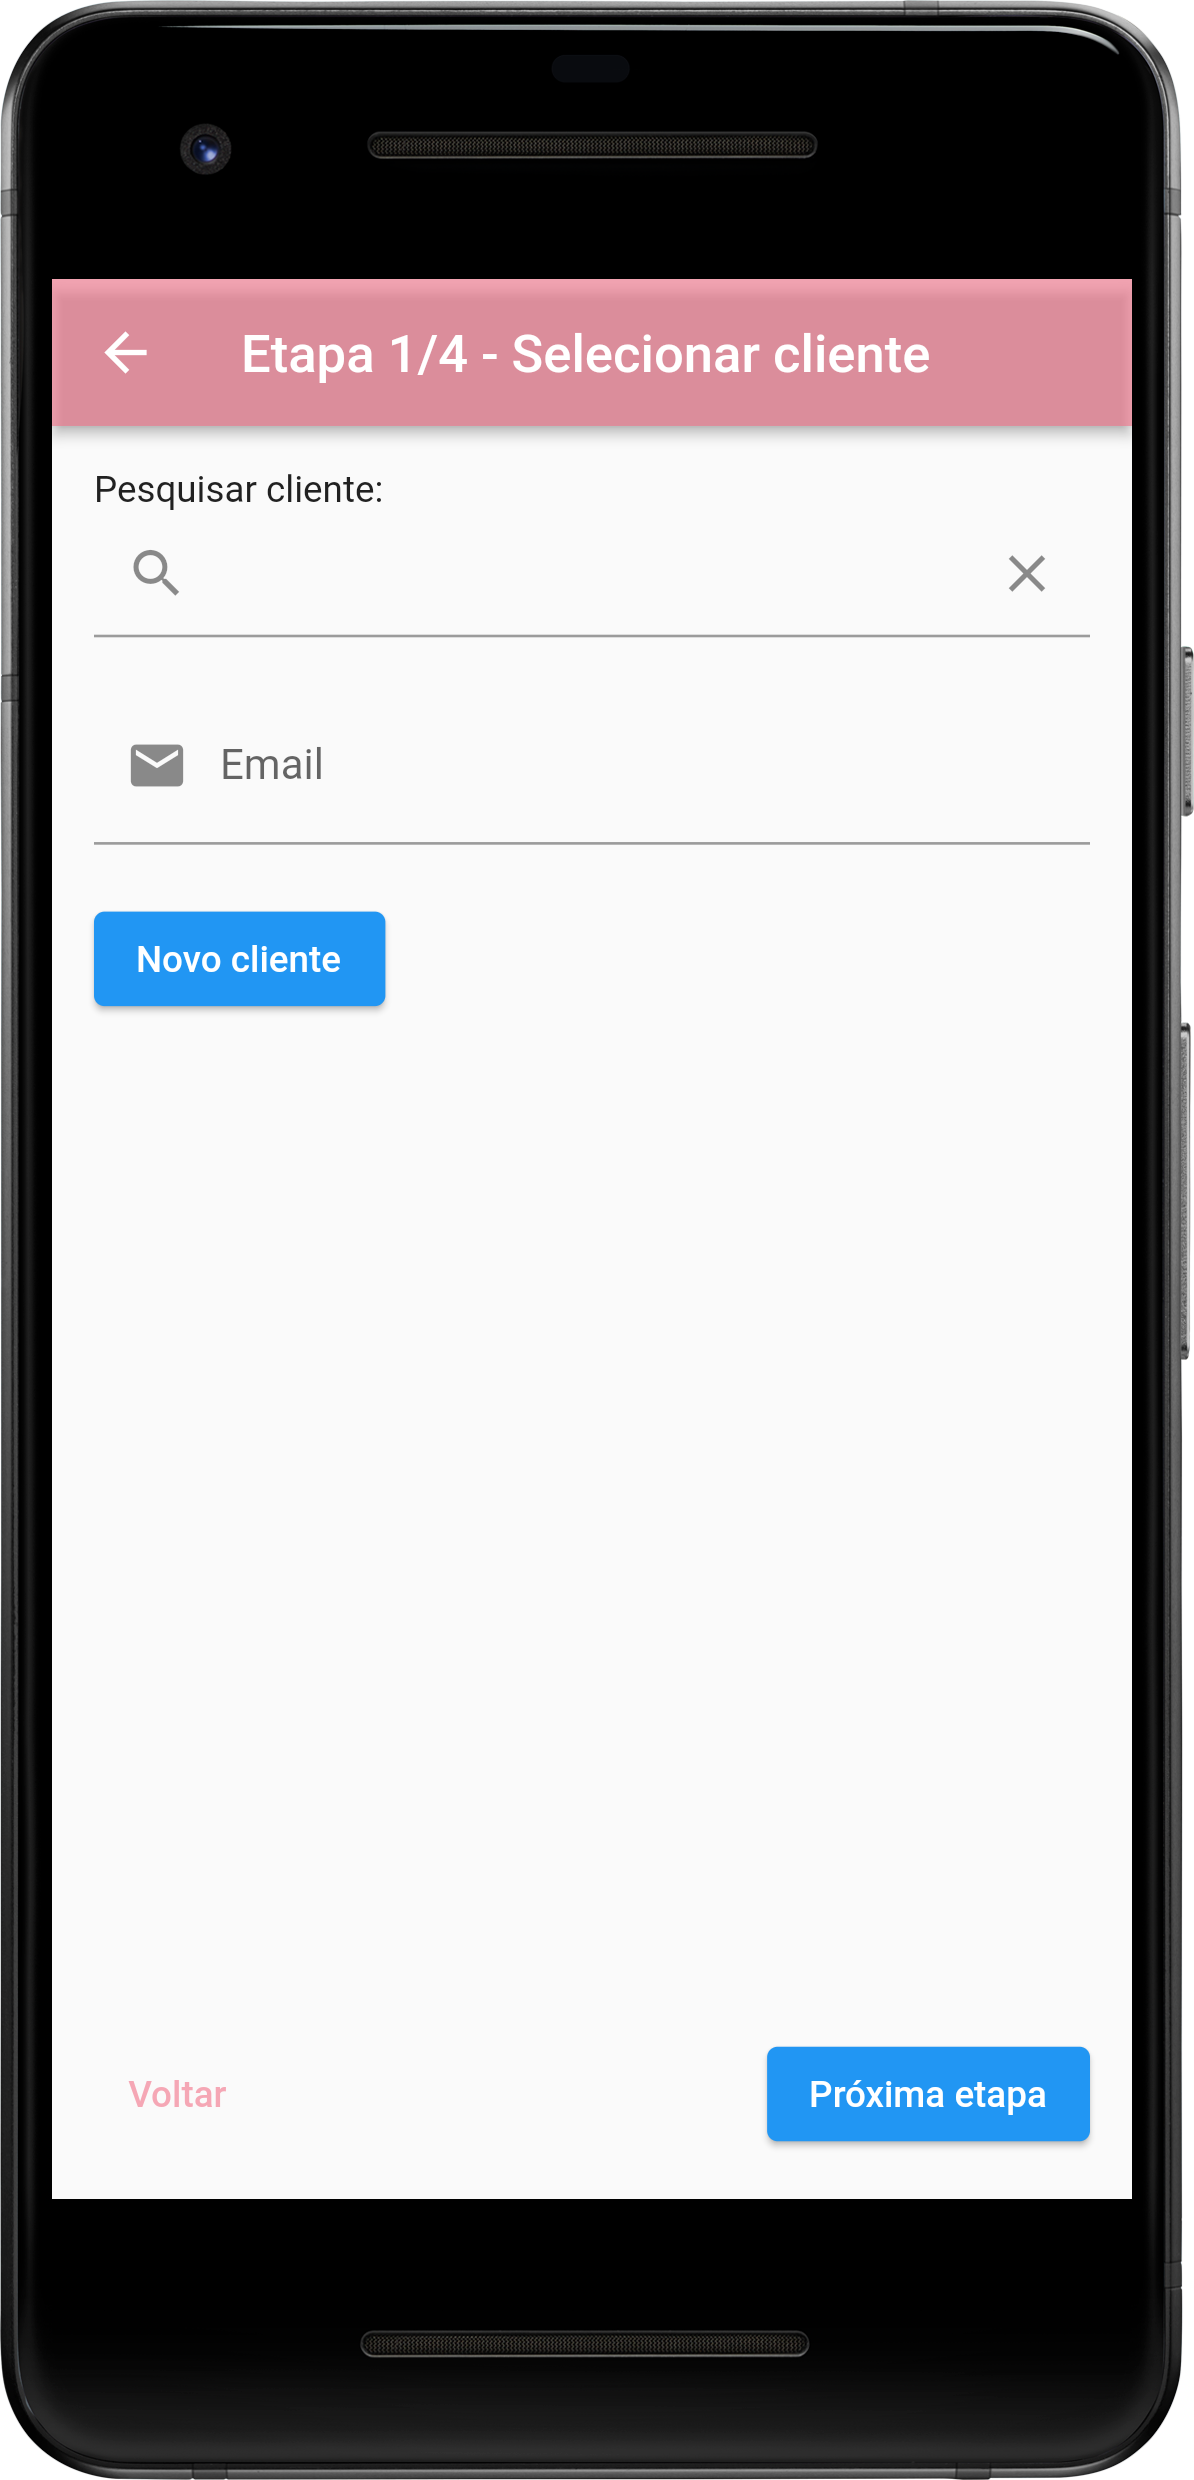 Etapa 1/4 - Selecionar cliente
Pesquisar cliente:
Email
Novo cliente
Voltar
Próxima etapa